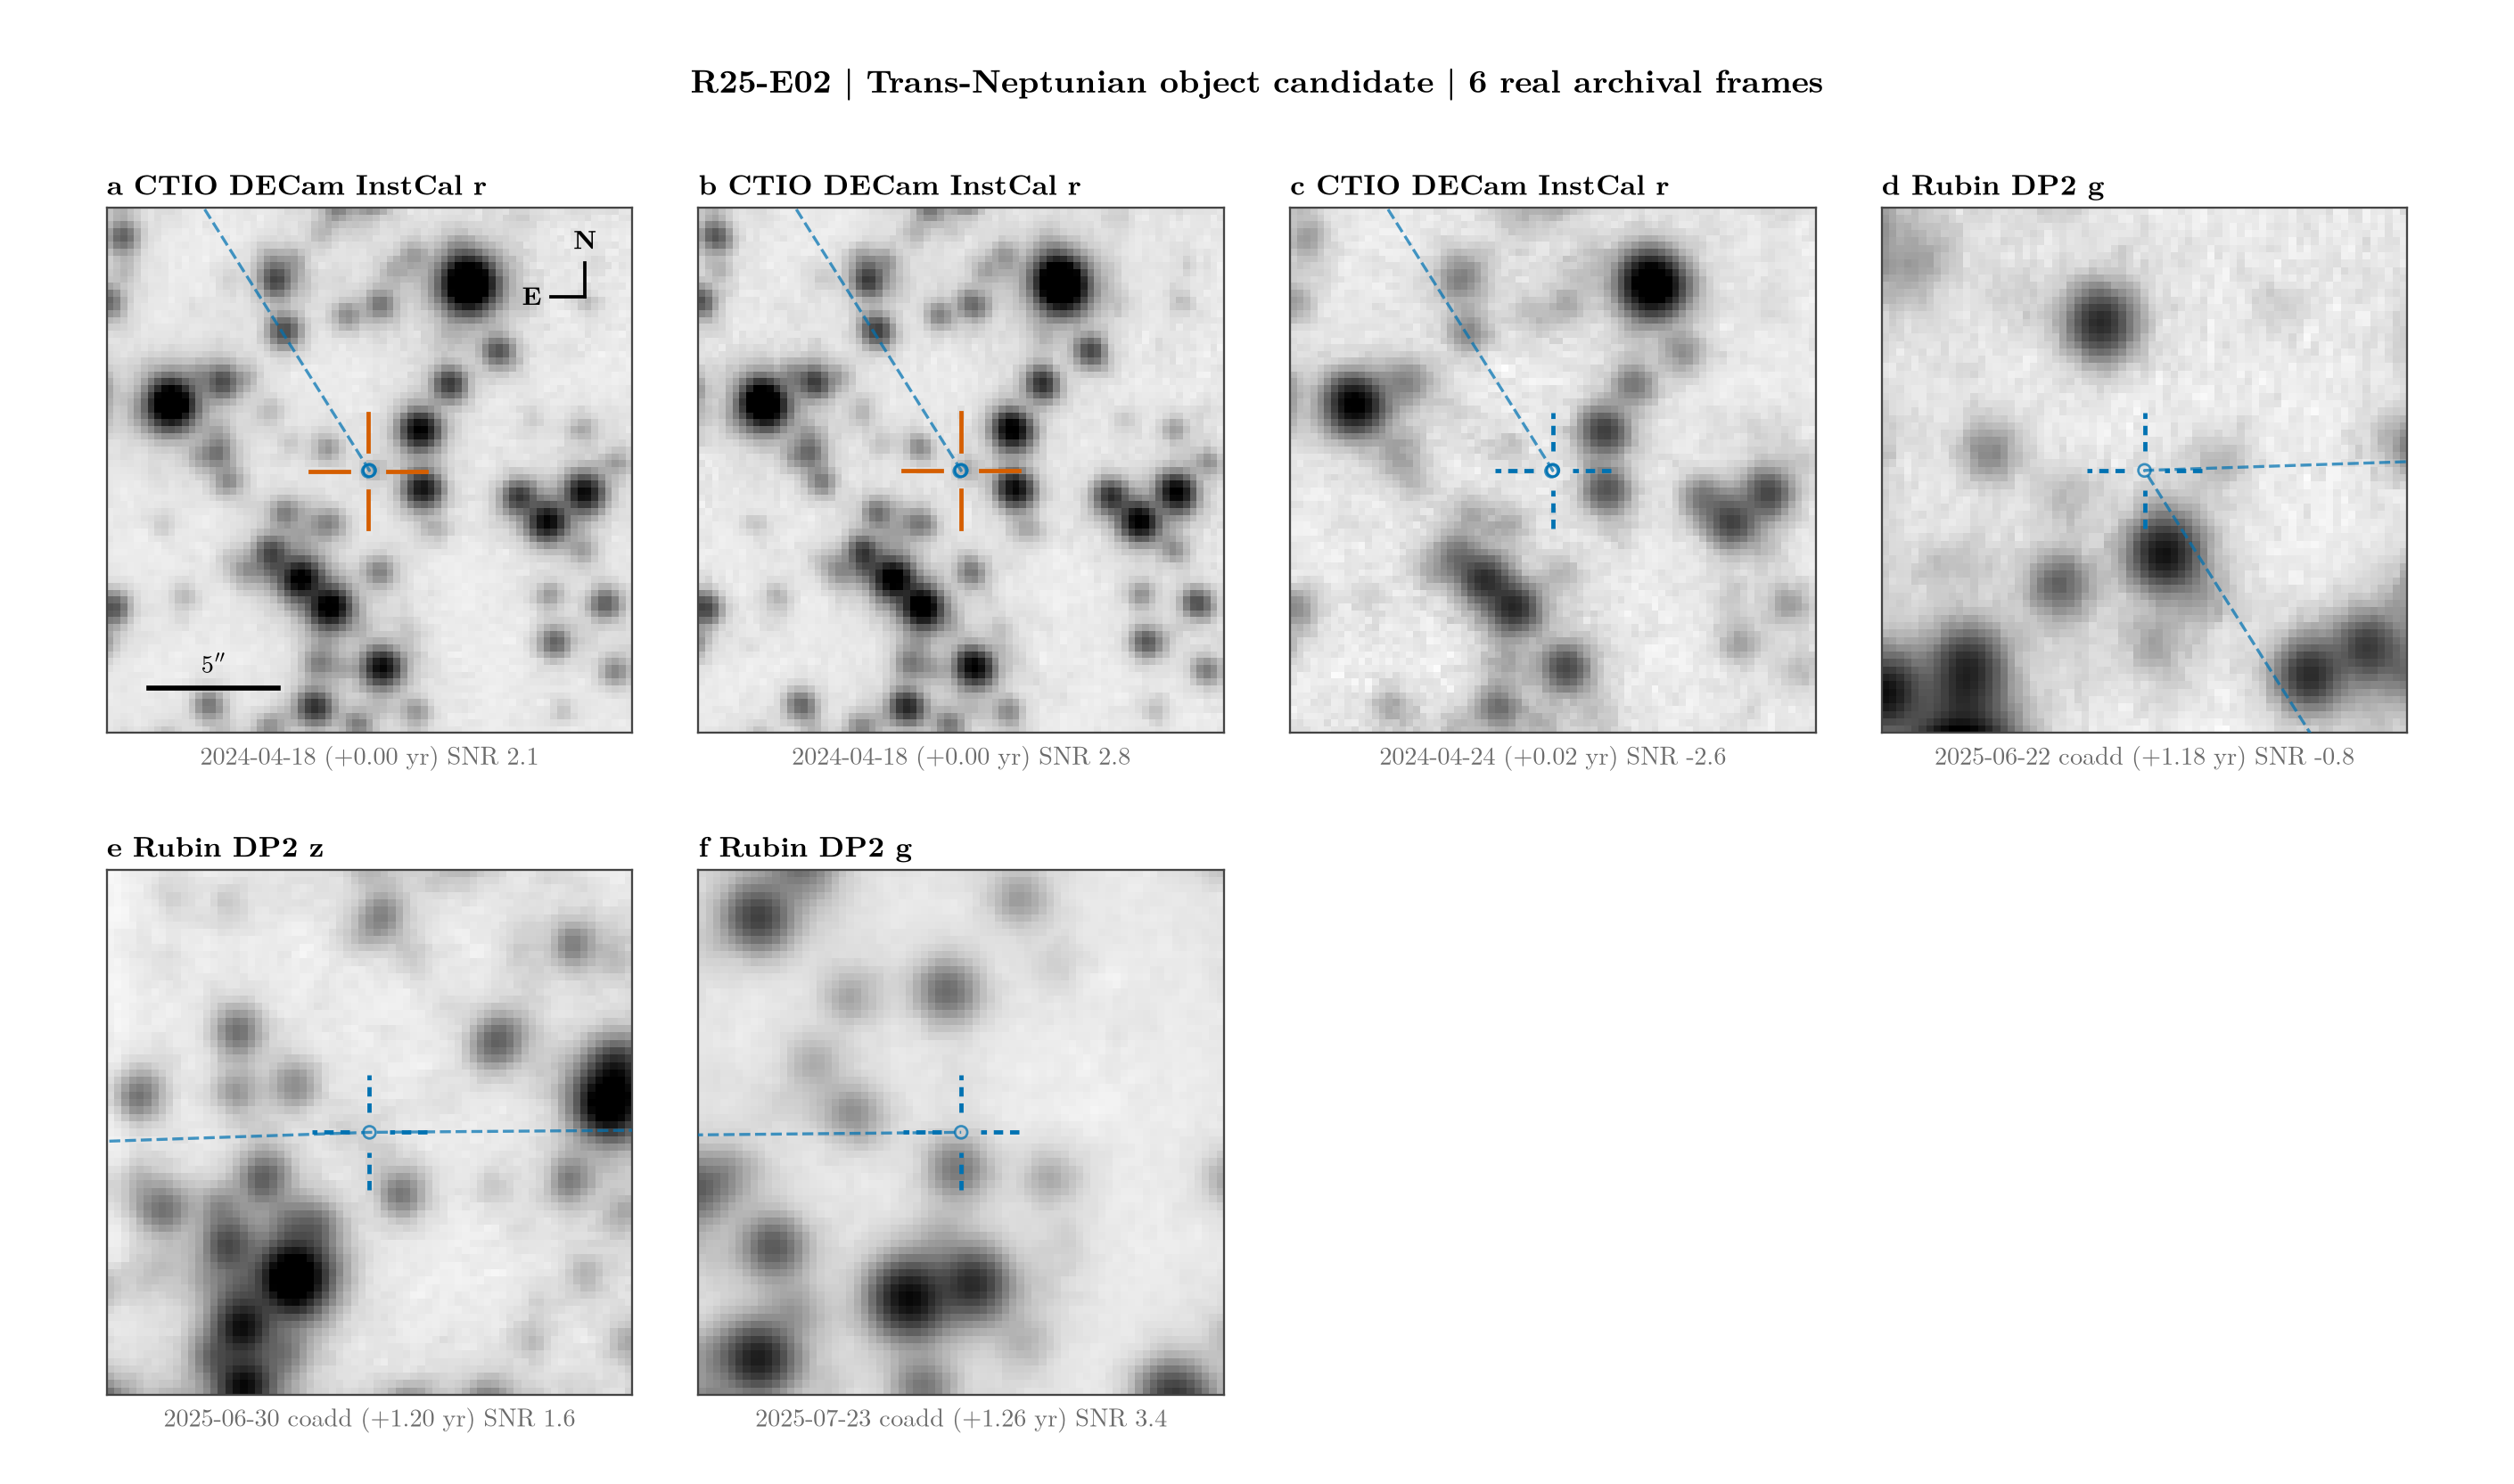 R25-E02 | Trans-Neptunian object candidate | 6 real archival frames
a CTIO DECam InstCal r
b CTIO DECam InstCal r
c CTIO DECam InstCal r
d Rubin DP2 g
N
E
5″
2024-04-18 (+0.00 yr) SNR 2.1
2024-04-18 (+0.00 yr) SNR 2.8
2024-04-24 (+0.02 yr) SNR -2.6
2025-06-22 coadd (+1.18 yr) SNR -0.8
e Rubin DP2 z
f Rubin DP2 g
2025-06-30 coadd (+1.20 yr) SNR 1.6
2025-07-23 coadd (+1.26 yr) SNR 3.4